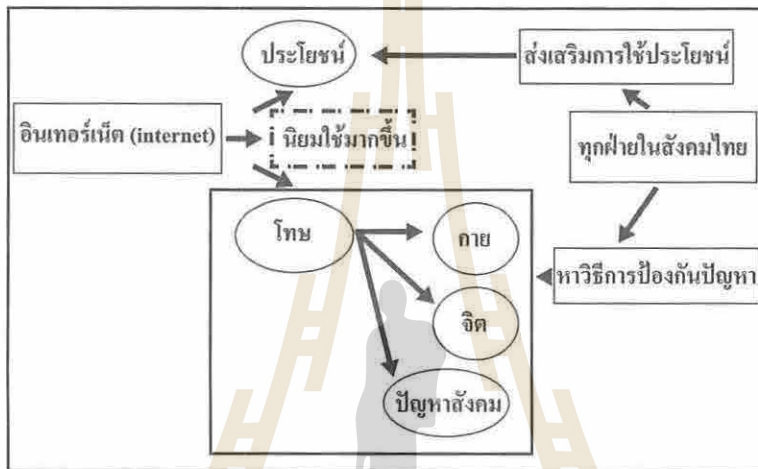 ประโยชน์
ส่งเสริมการใช้ประโยชน์
อินเทอร์เน็ต (internet)
นิยมใช้มากขึ้น
ทุกฝ่ายในสังคมไทย
โทษ
กาย
หาวิธีการป้องกันปัญหา
จิต
ปัญหาสังคม